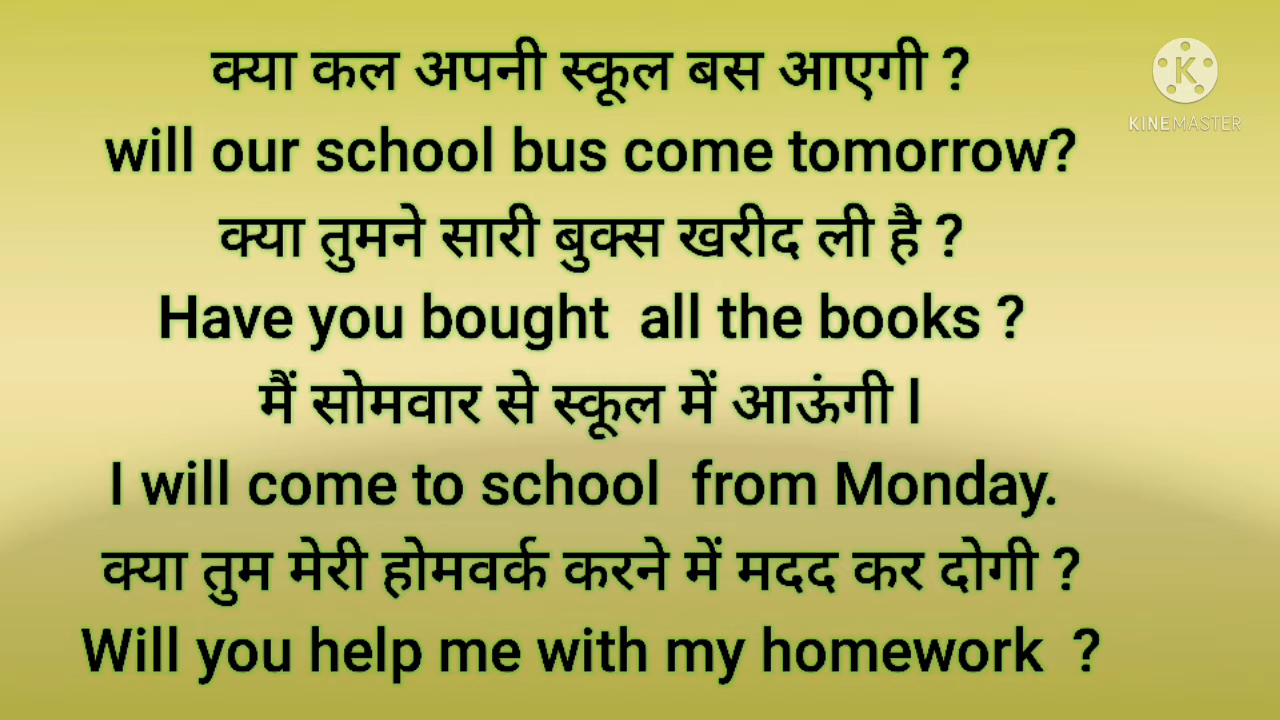 क्या कल अपनी स्कूल बस आएगी ?
will our school bus come tomorrow?
क्या तुमने सारी बुक्स खरीद ली है ?
Have you bought  all the books ?
मैं सोमवार से स्कूल में आऊंगी l
I will come to school  from Monday.
क्या तुम मेरी होमवर्क करने में मदद कर दोगी ?
Will you help me with my homework  ?
K
KINEMASTER